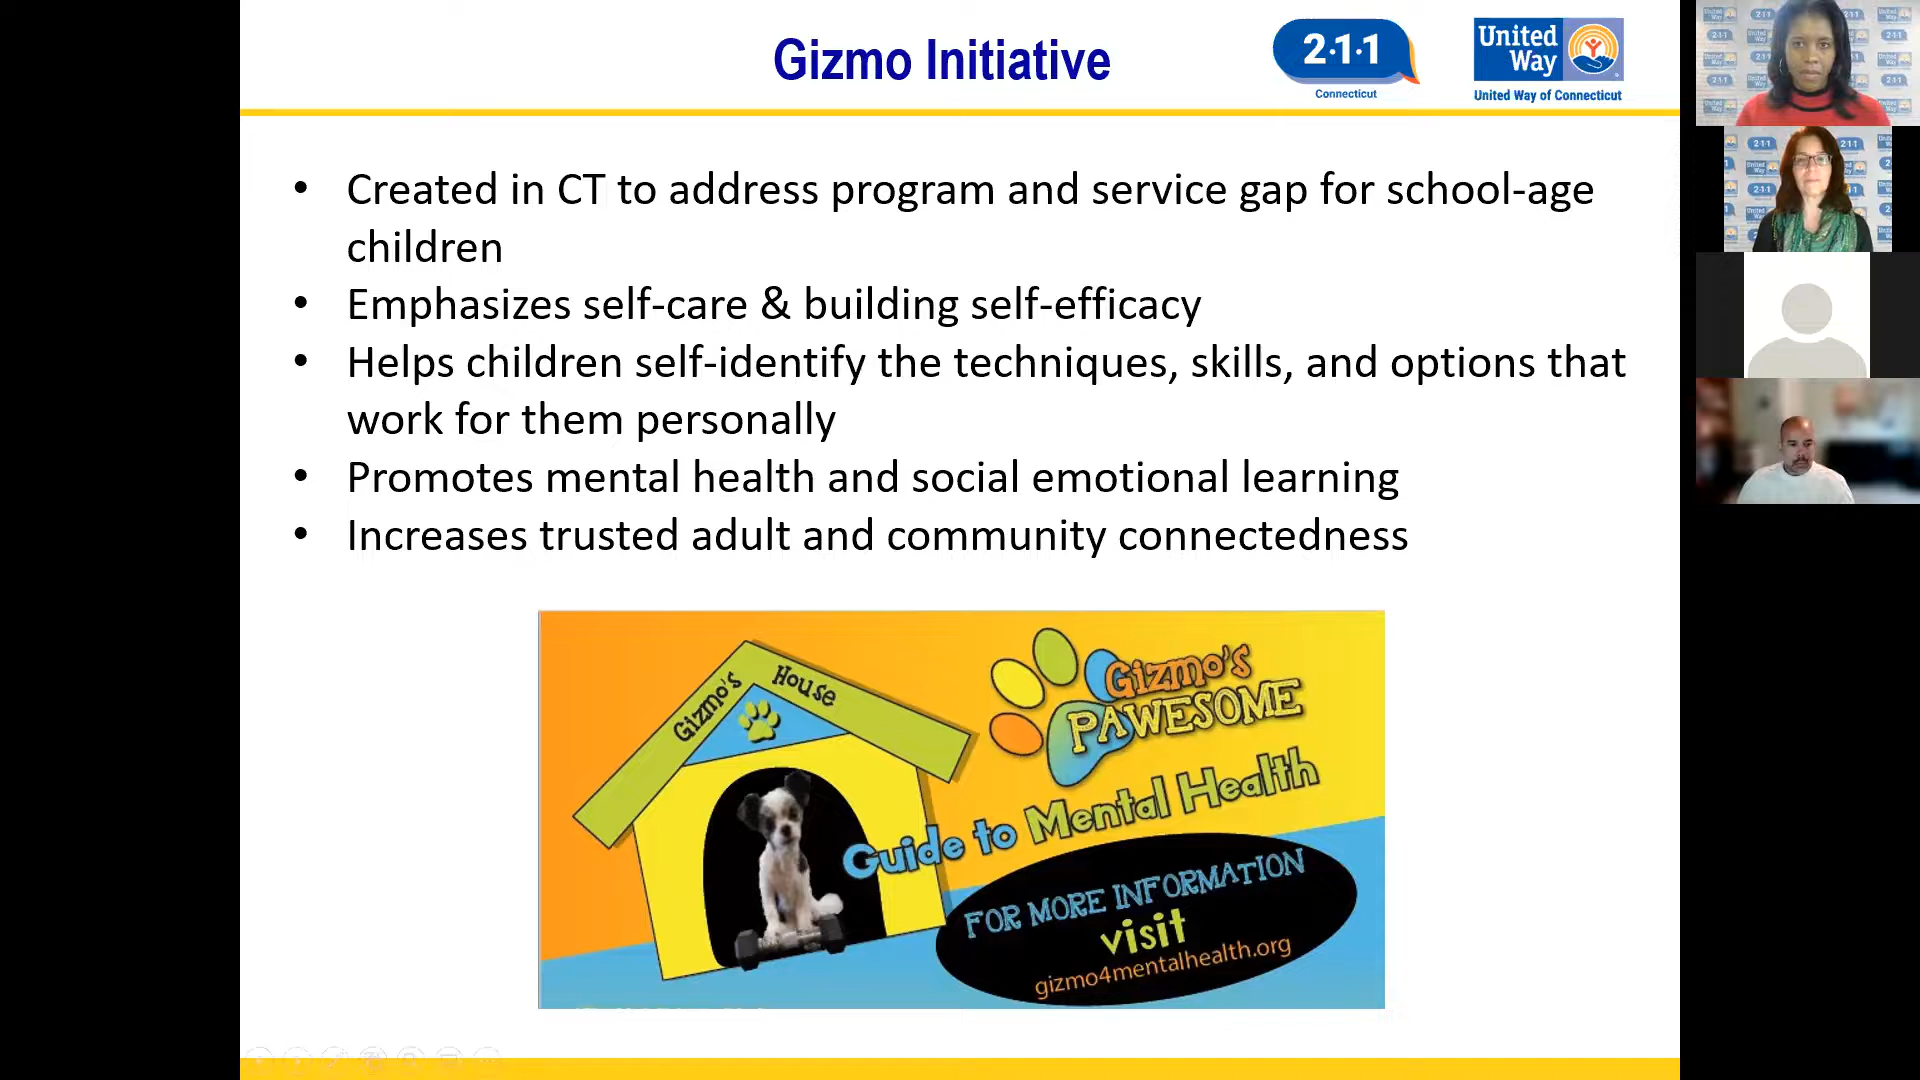 Gizmo Initiative
2·1·1
Connecticut
United
Way
United Way of Connecticut
• Created in CT to address program and service gap for school-age
children
• Emphasizes self-care & building self-efficacy
• Helps children self-identify the techniques, skills, and options that
work for them personally
• Promotes mental health and social emotional learning
• Increases trusted adult and community connectedness
Gizmo's House
Gizmo's
PAWESOME
Guide to Mental Health
FOR MORE INFORMATION
visit
gizmo4mentalhealth.org